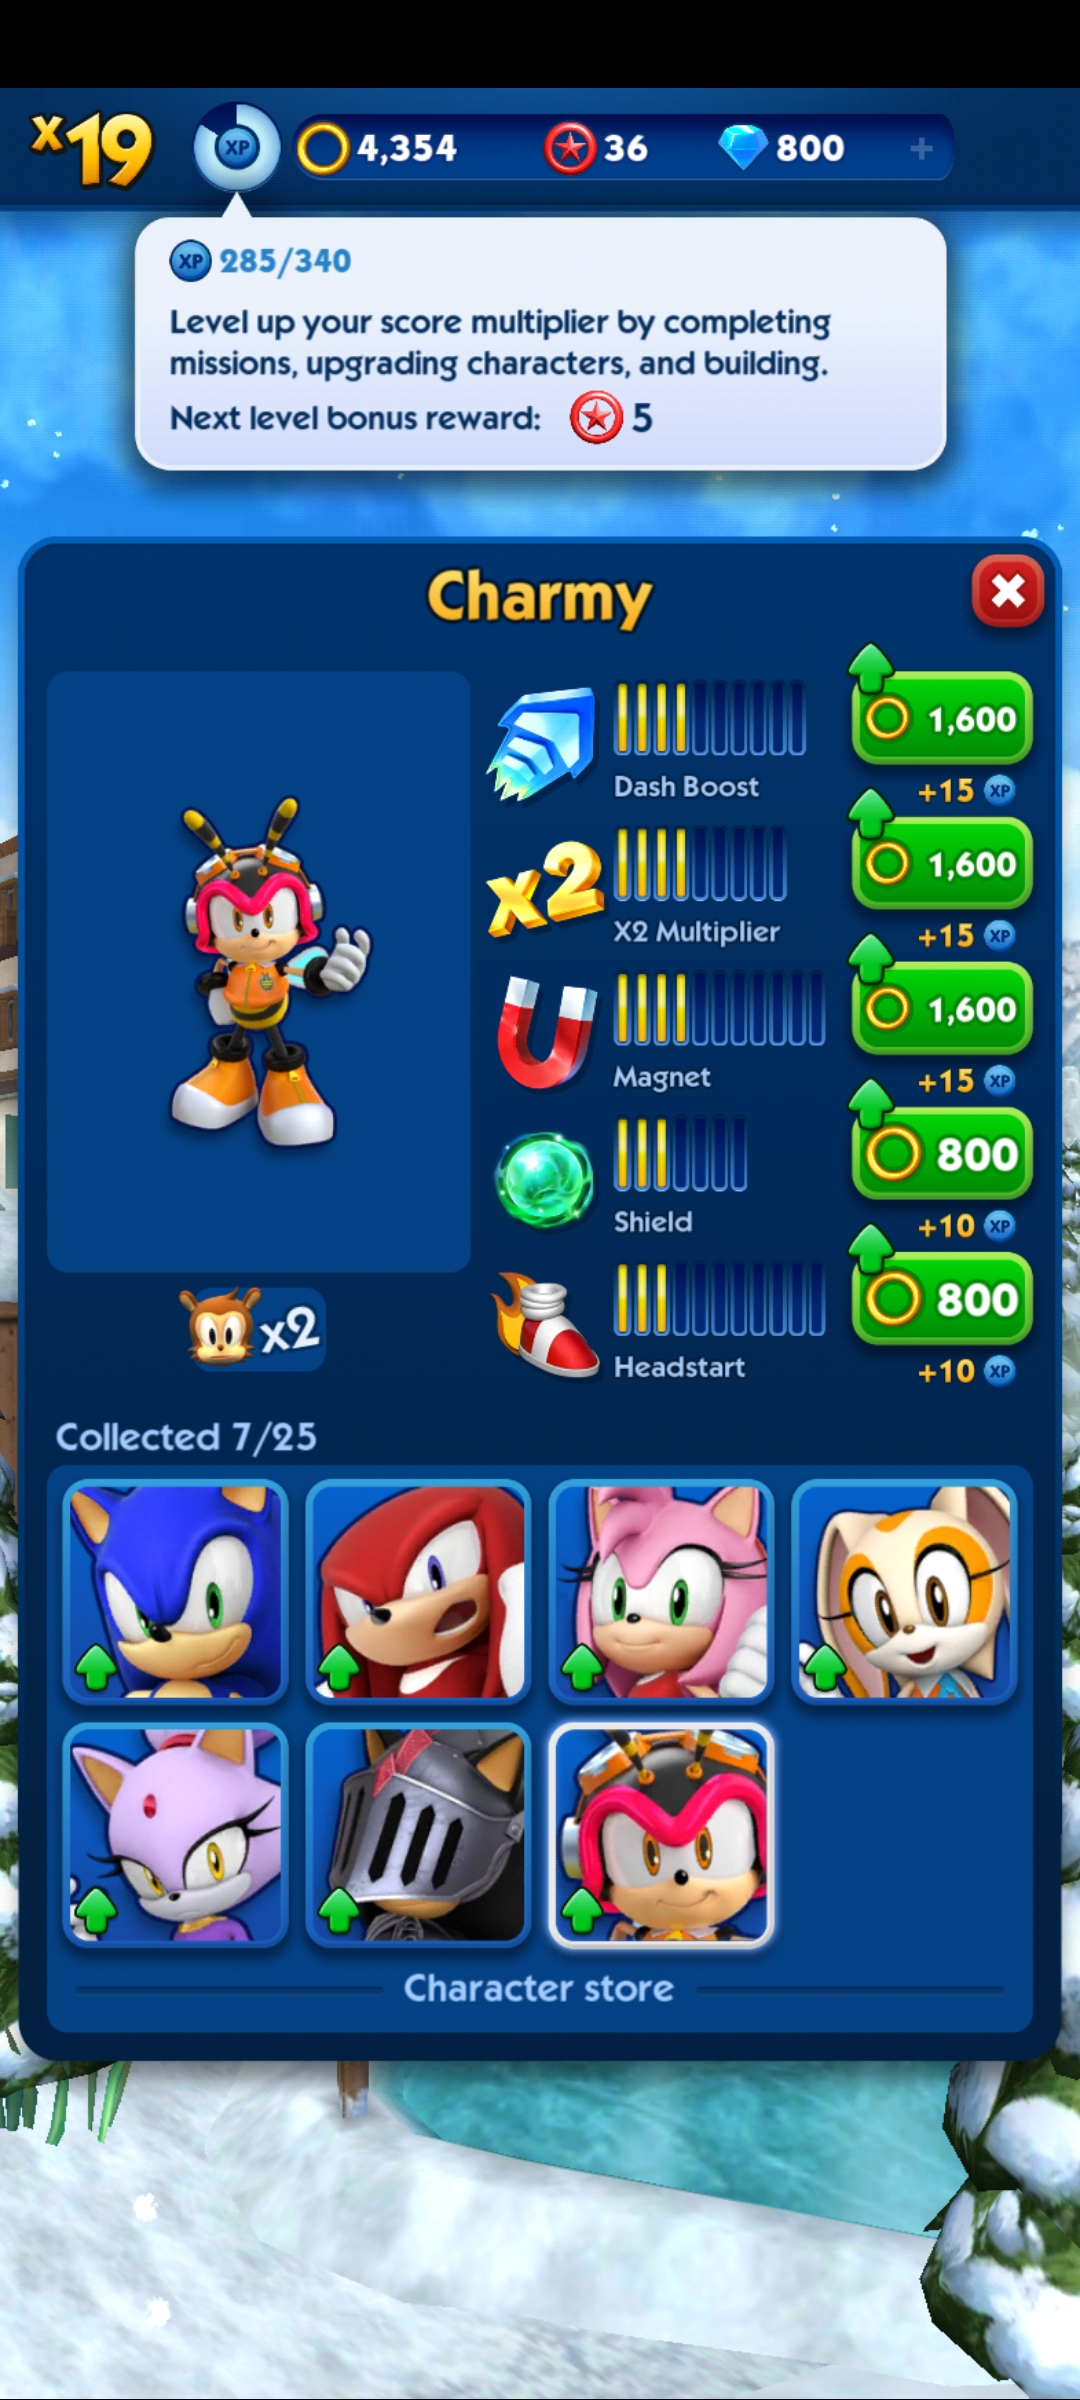 x19
XP
4,354
36
800
+
XP 285/340
Level up your score multiplier by completing
missions, upgrading characters, and building.
Next level bonus reward: 5
Charmy
1,600
Dash Boost
+15 XP
x2
1,600
X2 Multiplier
+15 XP
1,600
Magnet
+15 XP
800
Shield
+10 XP
x2
800
Headstart
+10 XP
Collected 7/25
Character store